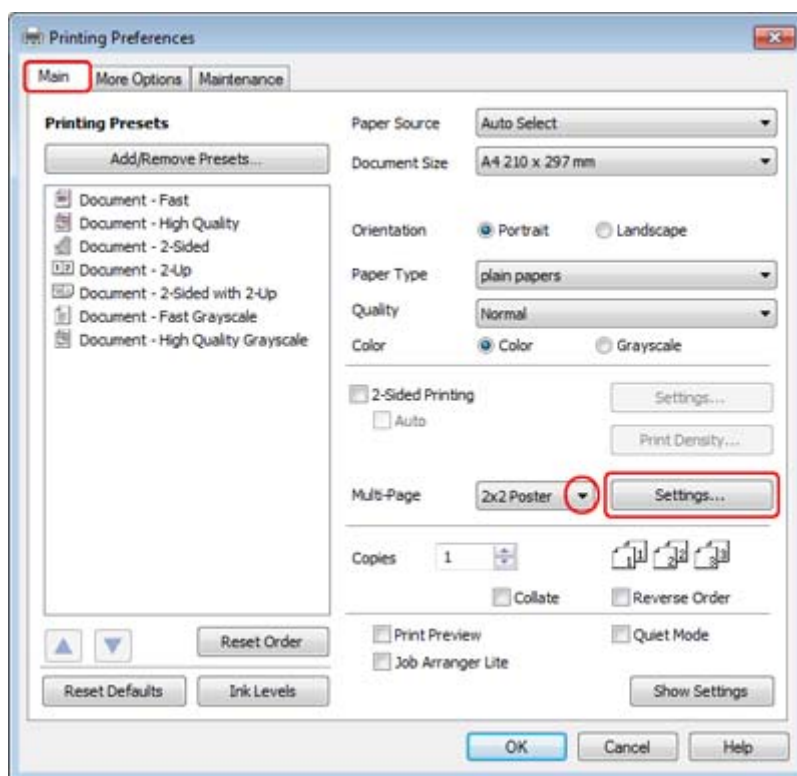 Printing Preferences
Main More Options Maintenance
Printing Presets
Add/Remove Presets...
Document - Fast
Document - High Quality
Document - 2-Sided
Document - 2-Up
Document - 2-Sided with 2-Up
Document - Fast Grayscale
Document - High Quality Grayscale
Reset Order
Reset Defaults Ink Levels
Paper Source Auto Select
Document Size A4 210 x 297 mm
Orientation Portrait Landscape
Paper Type plain papers
Quality Normal
Color Color Grayscale
2-Sided Printing Settings...
Auto
Print Density...
Multi-Page 2x2 Poster Settings...
Copies 1
Collate Reverse Order
Print Preview Quiet Mode
Job Arranger Lite
Show Settings
OK Cancel Help